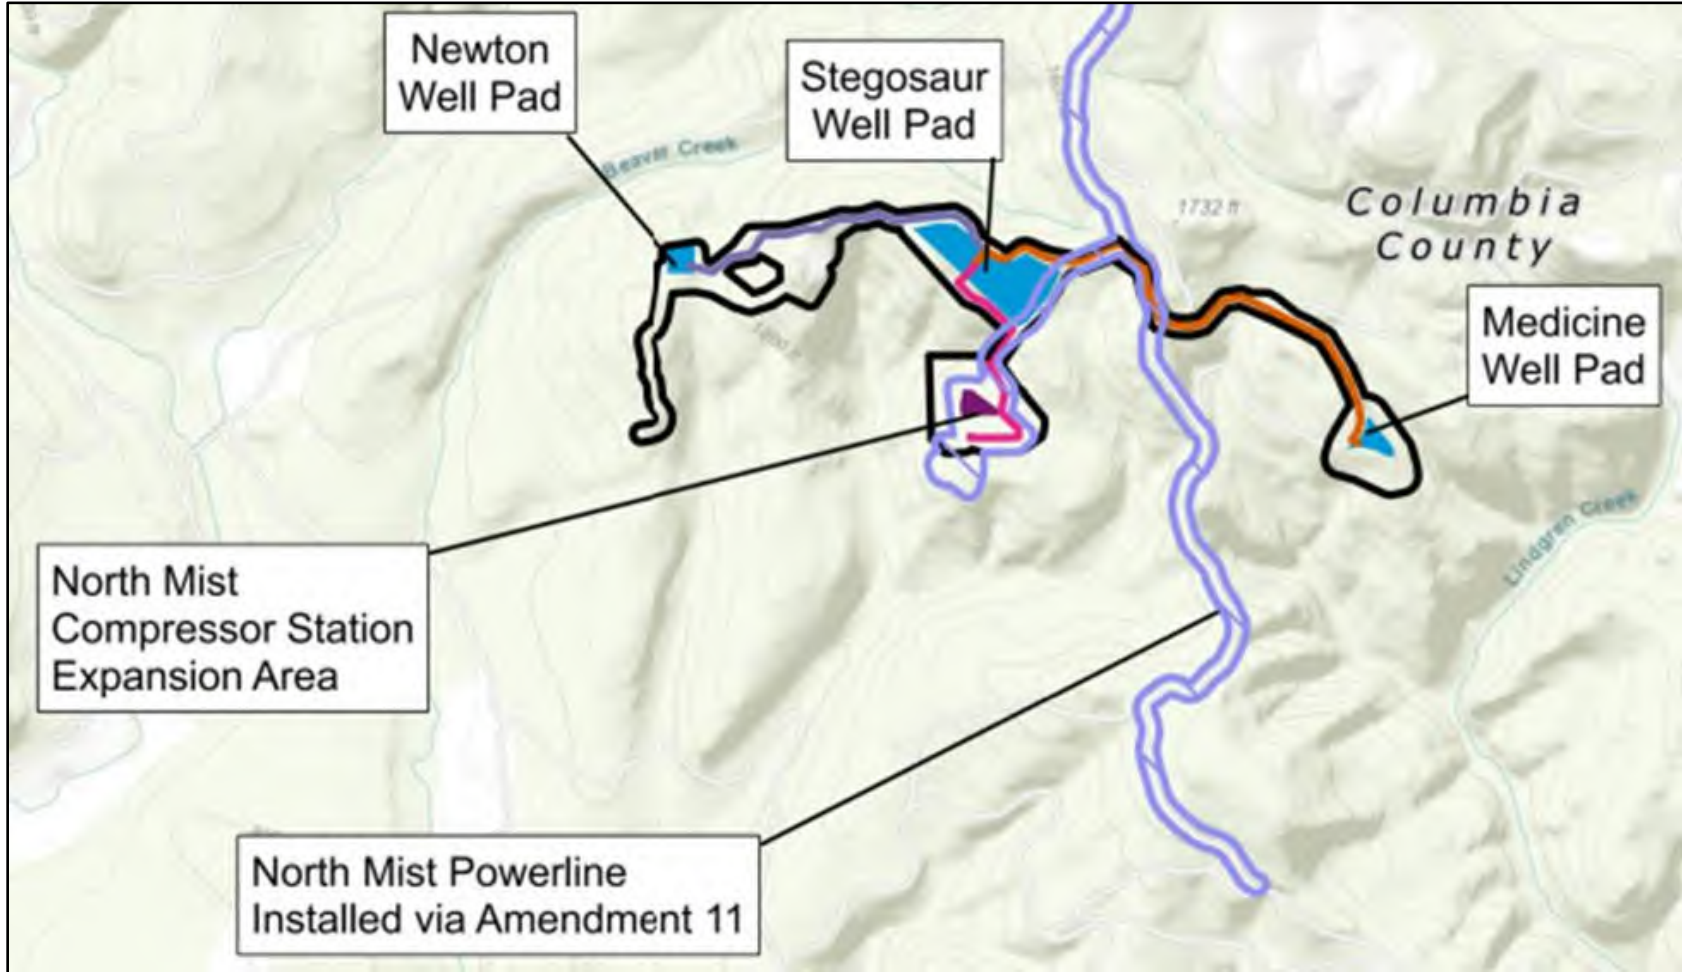 Newton
Well Pad
Stegosaur
Well Pad
Beaver Creek
1732 ft
Columbia
County
Medicine
Well Pad
Lindgren Creek
North Mist
Compressor Station
Expansion Area
North Mist Powerline
Installed via Amendment 11